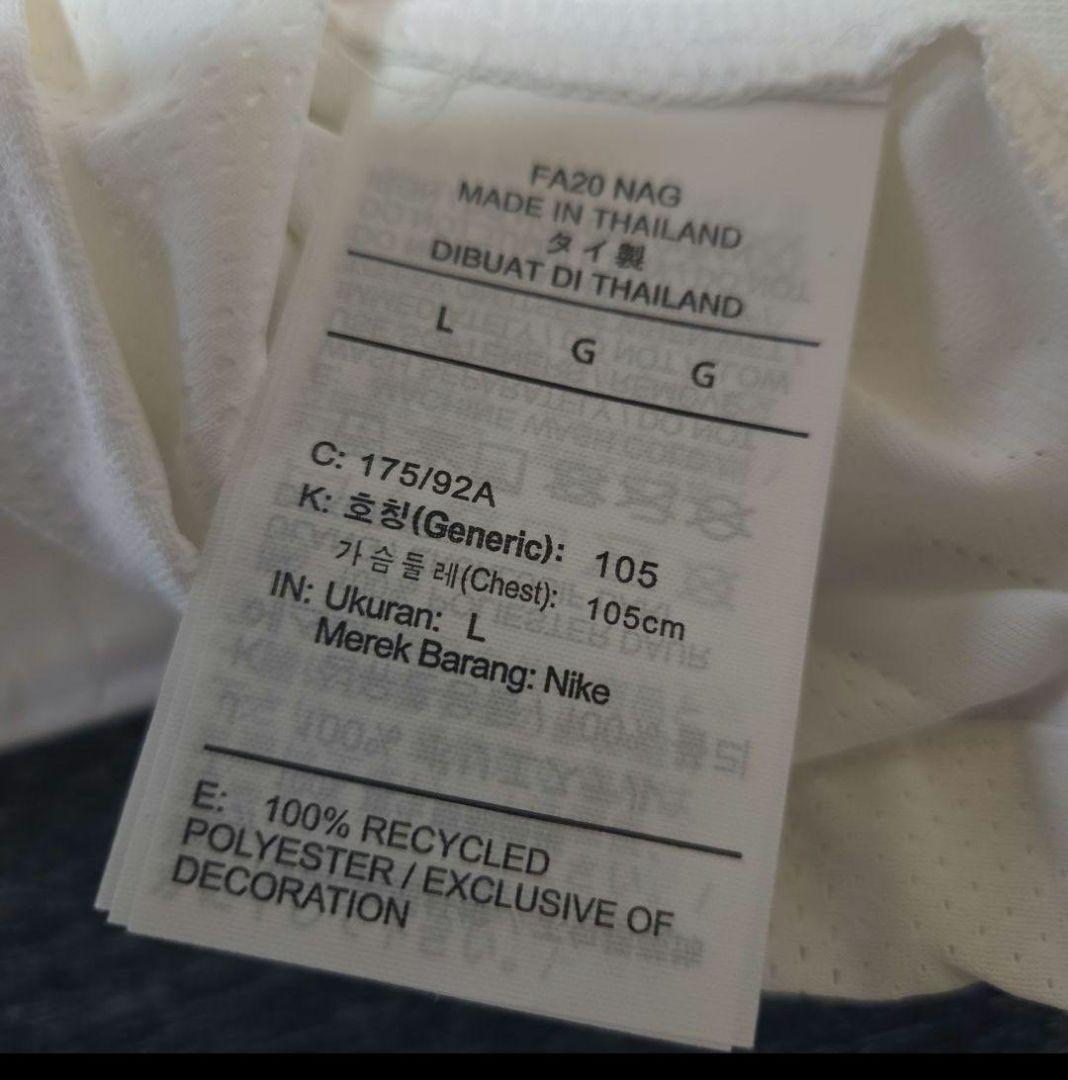 FA20 NAG
MADE IN THAILAND
タイ製
DIBUAT DI THAILAND
L G G
C: 175/92A
K: 호칭(Generic): 105
가슴둘레(Chest): 105cm
IN: Ukuran: L
Merek Barang: Nike
E: 100% RECYCLED
POLYESTER / EXCLUSIVE OF
DECORATION